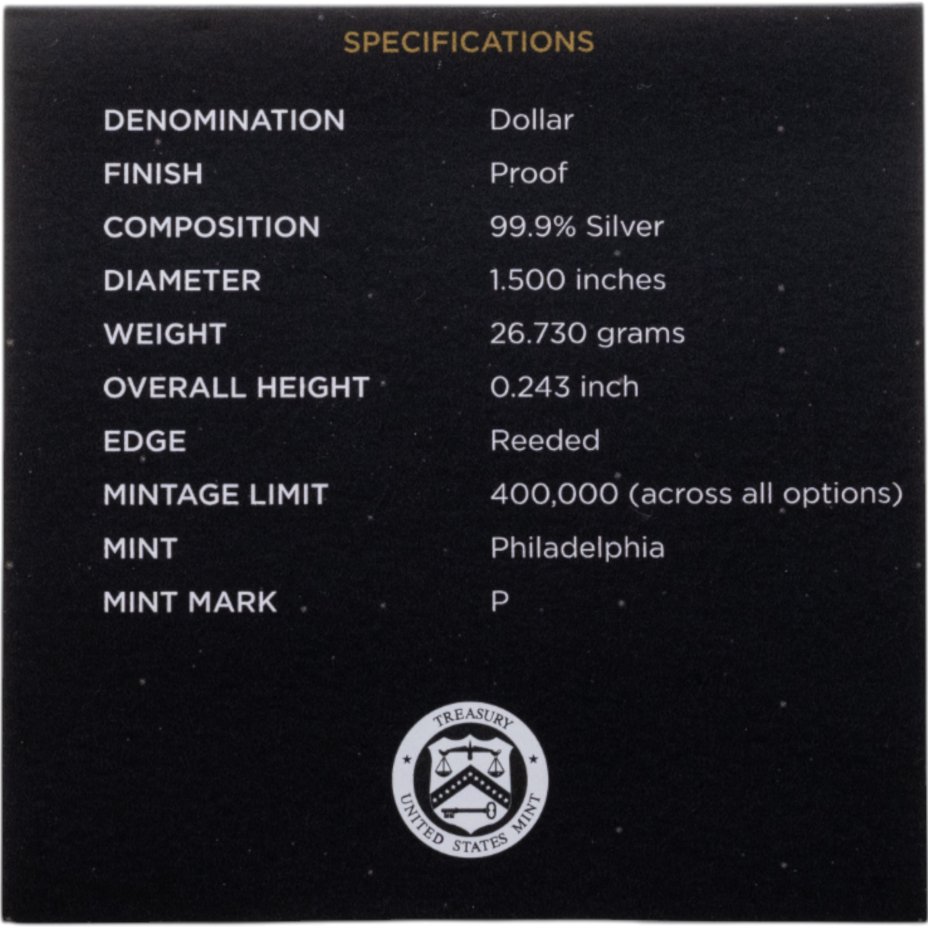 SPECIFICATIONS
DENOMINATION Dollar
FINISH Proof
COMPOSITION 99.9% Silver
DIAMETER 1.500 inches
WEIGHT 26.730 grams
OVERALL HEIGHT 0.243 inch
EDGE Reeded
MINTAGE LIMIT 400,000 (across all options)
MINT Philadelphia
MINT MARK P
TREASURY
UNITED STATES MINT